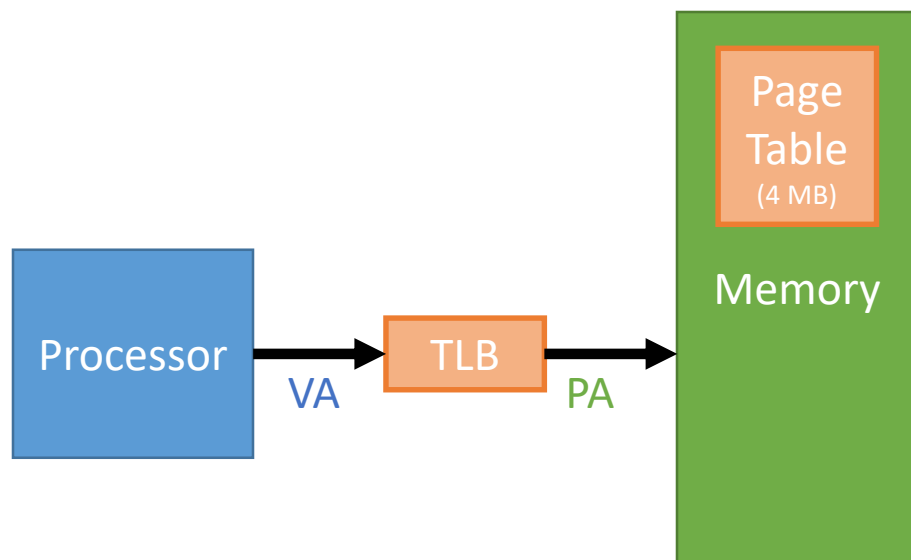 Page
Table
(4 MB)
Memory
Processor
TLB
VA
PA